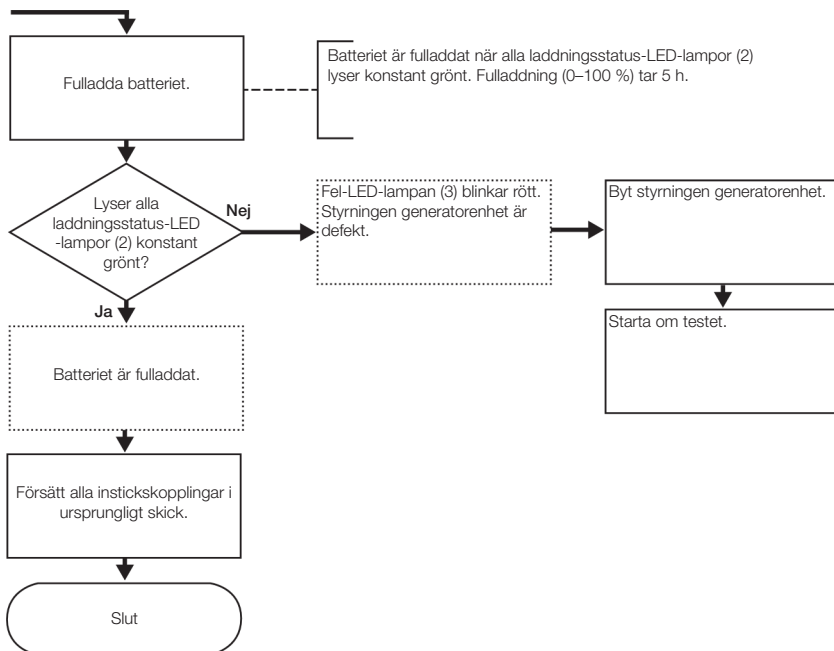 Fulladda batteriet.
Batteriet är fulladdat när alla laddningsstatus-LED-lampor (2)
lyser konstant grönt. Fulladdning (0–100 %) tar 5 h.
Lyser alla
laddningsstatus-LED
-lampor (2) konstant
grönt?
Nej
Fel-LED-lampan (3) blinkar rött.
Styrningen generatorenhet är
defekt.
Byt styrningen generatorenhet.
Starta om testet.
Ja
Batteriet är fulladdat.
Försätt alla instickskopplingar i
ursprungligt skick.
Slut